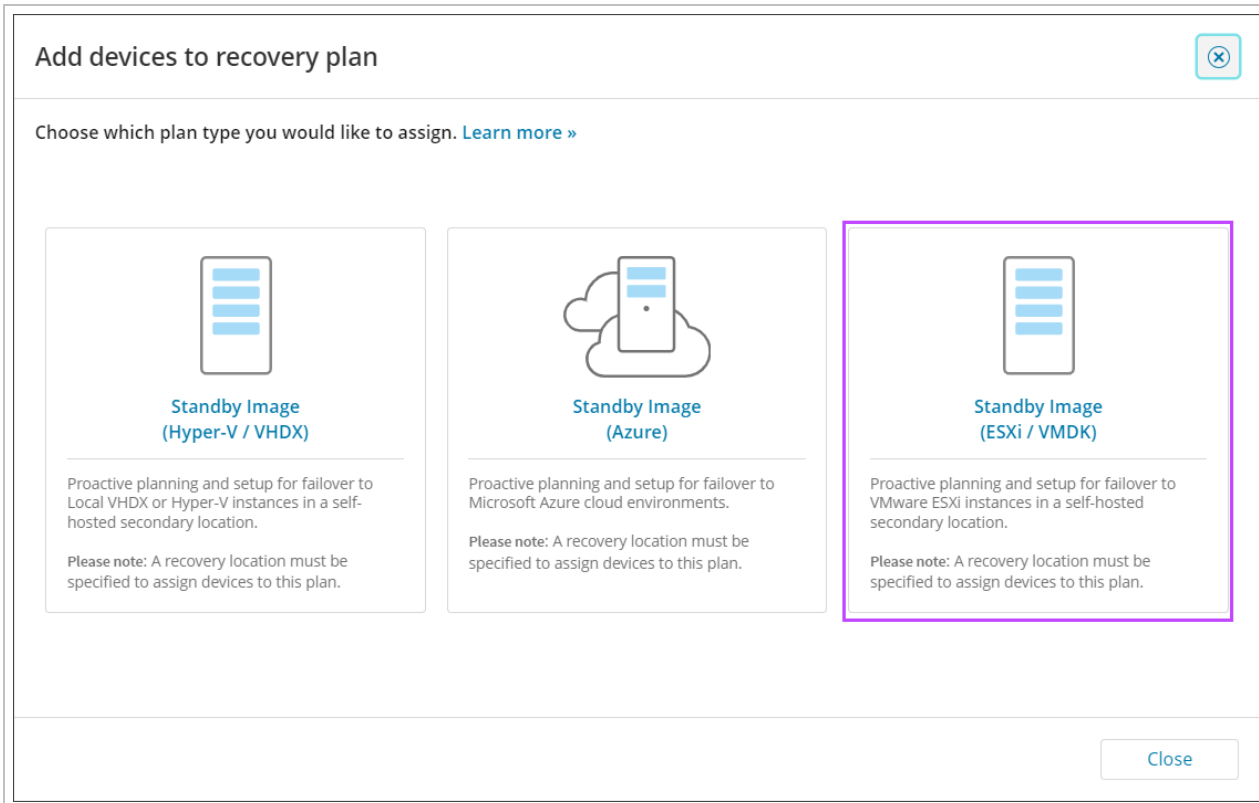 Add devices to recovery plan
Choose which plan type you would like to assign. Learn more »
Standby Image
(Hyper-V / VHDX)
Proactive planning and setup for failover to
Local VHDX or Hyper-V instances in a self-
hosted secondary location.
Please note: A recovery location must be
specified to assign devices to this plan.
Standby Image
(Azure)
Proactive planning and setup for failover to
Microsoft Azure cloud environments.
Please note: A recovery location must be
specified to assign devices to this plan.
Standby Image
(ESXi / VMDK)
Proactive planning and setup for failover to
VMware ESXi instances in a self-hosted
secondary location.
Please note: A recovery location must be
specified to assign devices to this plan.
Close